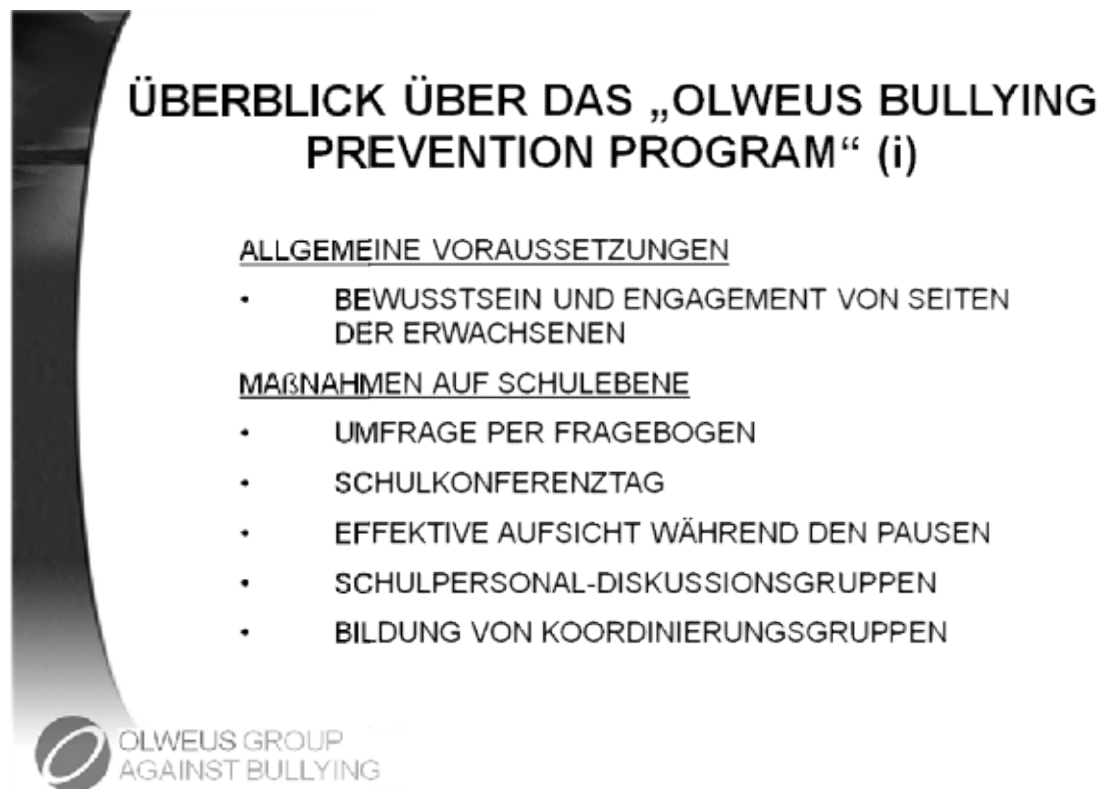 ÜBERBLICK ÜBER DAS „OLWEUS BULLYING
PREVENTION PROGRAM“ (i)
ALLGEMEINE VORAUSSETZUNGEN
• BEWUSSTSEIN UND ENGAGEMENT VON SEITEN
DER ERWACHSENEN
MAßNAHMEN AUF SCHULEBENE
• UMFRAGE PER FRAGEBOGEN
• SCHULKONFERENZTAG
• EFFEKTIVE AUFSICHT WÄHREND DEN PAUSEN
• SCHULPERSONAL-DISKUSSIONSGRUPPEN
• BILDUNG VON KOORDINIERUNGSGRUPPEN
OLWEUS GROUP
AGAINST BULLYING